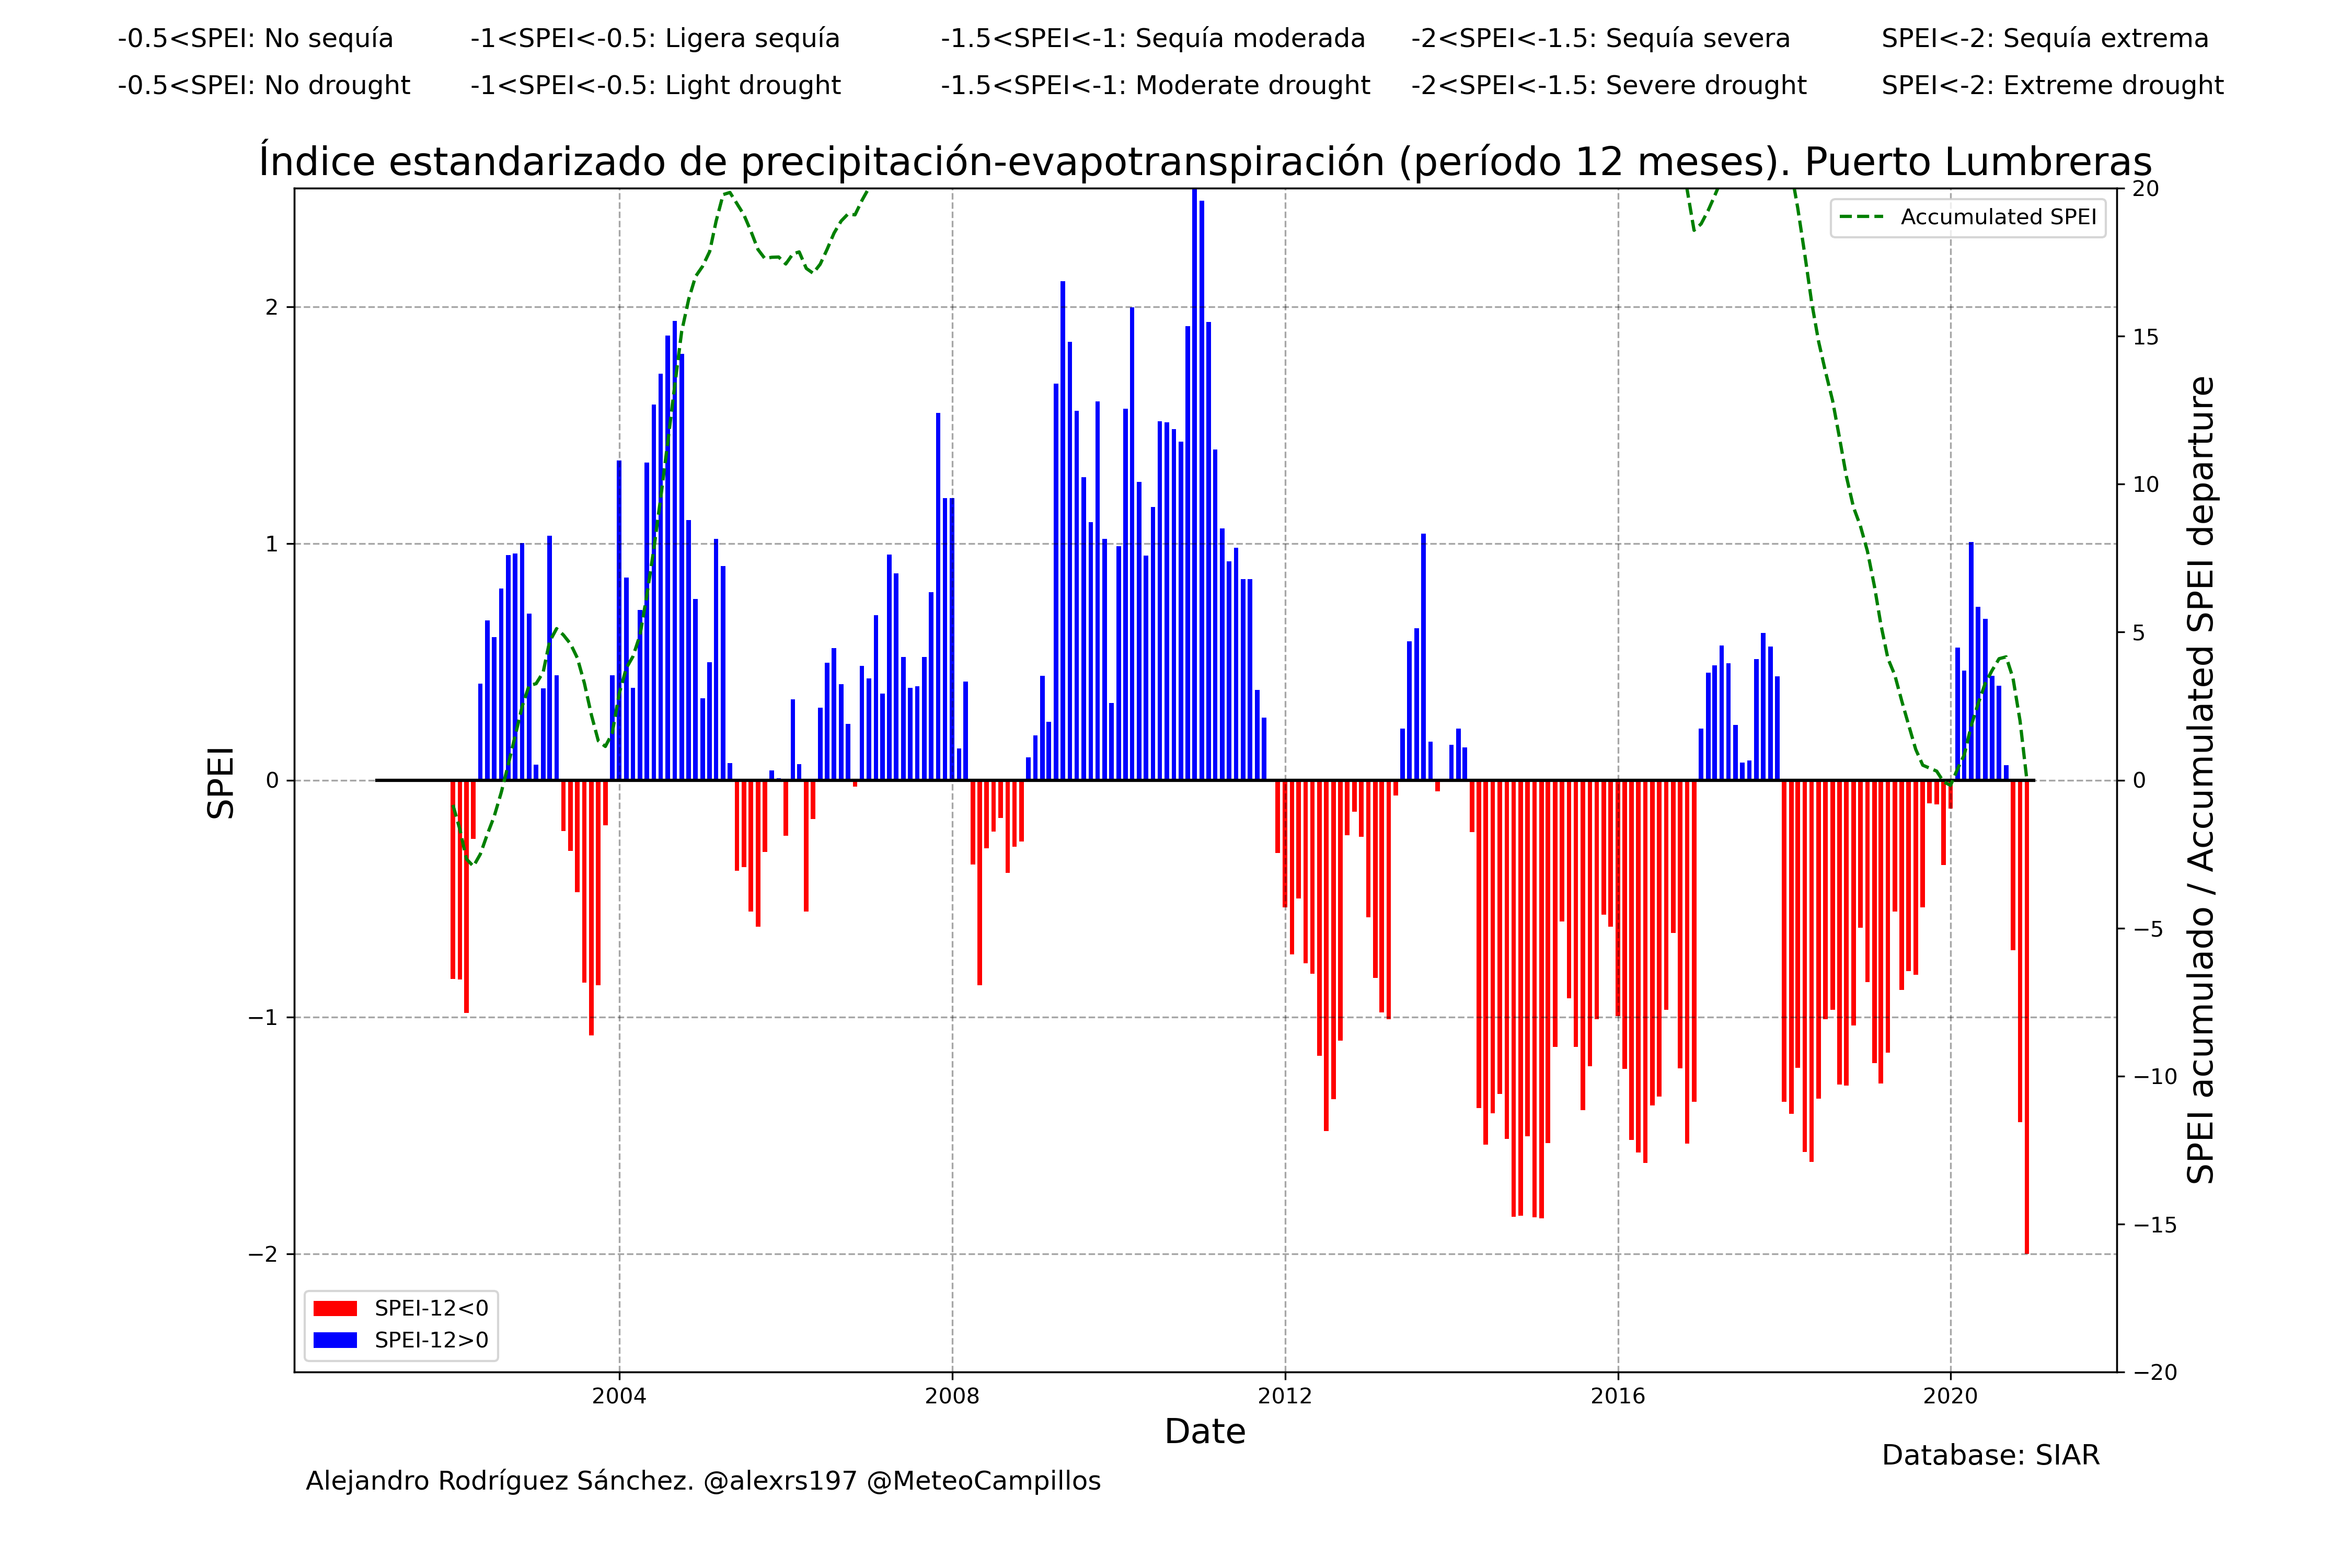 -0.5<SPEI: No sequía -1<SPEI<-0.5: Ligera sequía -1.5<SPEI<-1: Sequía moderada -2<SPEI<-1.5: Sequía severa SPEI<-2: Sequía extrema
-0.5<SPEI: No drought -1<SPEI<-0.5: Light drought -1.5<SPEI<-1: Moderate drought -2<SPEI<-1.5: Severe drought SPEI<-2: Extreme drought
Índice estandarizado de precipitación-evapotranspiración (período 12 meses). Puerto Lumbreras
Accumulated SPEI
SPEI
2
1
0
−1
−2
20
15
10
5
0
−5
−10
−15
−20
SPEI acumulado / Accumulated SPEI departure
SPEI-12<0
SPEI-12>0
2004 2008 2012 2016 2020
Date
Database: SIAR
Alejandro Rodríguez Sánchez. @alexrs197 @MeteoCampillos